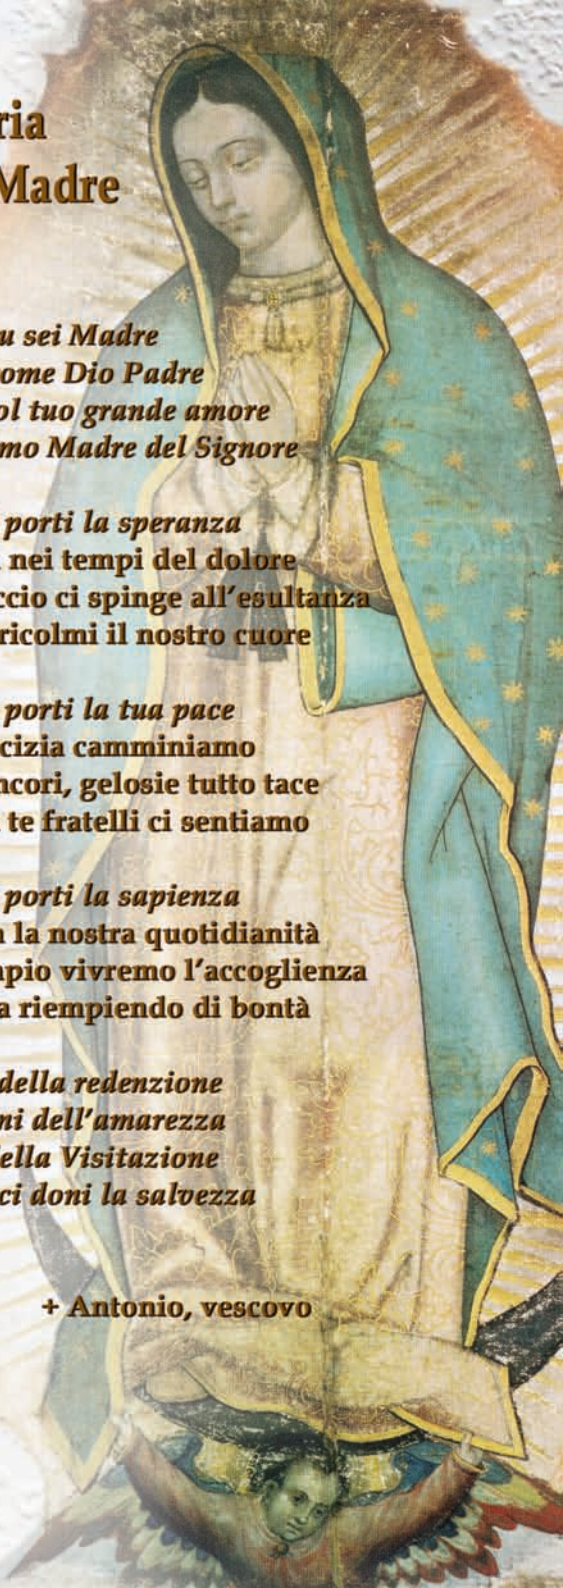 ria
Madre
u sei Madre
ome Dio Padre
ol tuo grande amore
mo Madre del Signore
porti la speranza
nei tempi del dolore
ccio ci spinge all'esultanza
ricolmi il nostro cuore
porti la tua pace
cizia camminiamo
ncori, gelosie tutto tace
te fratelli ci sentiamo
porti la sapienza
la nostra quotidianità
pio vivremo l'accoglienza
a riempiendo di bontà
della redenzione
ni dell'amarezza
ella Visitazione
ci doni la salvezza
+ Antonio, vescovo